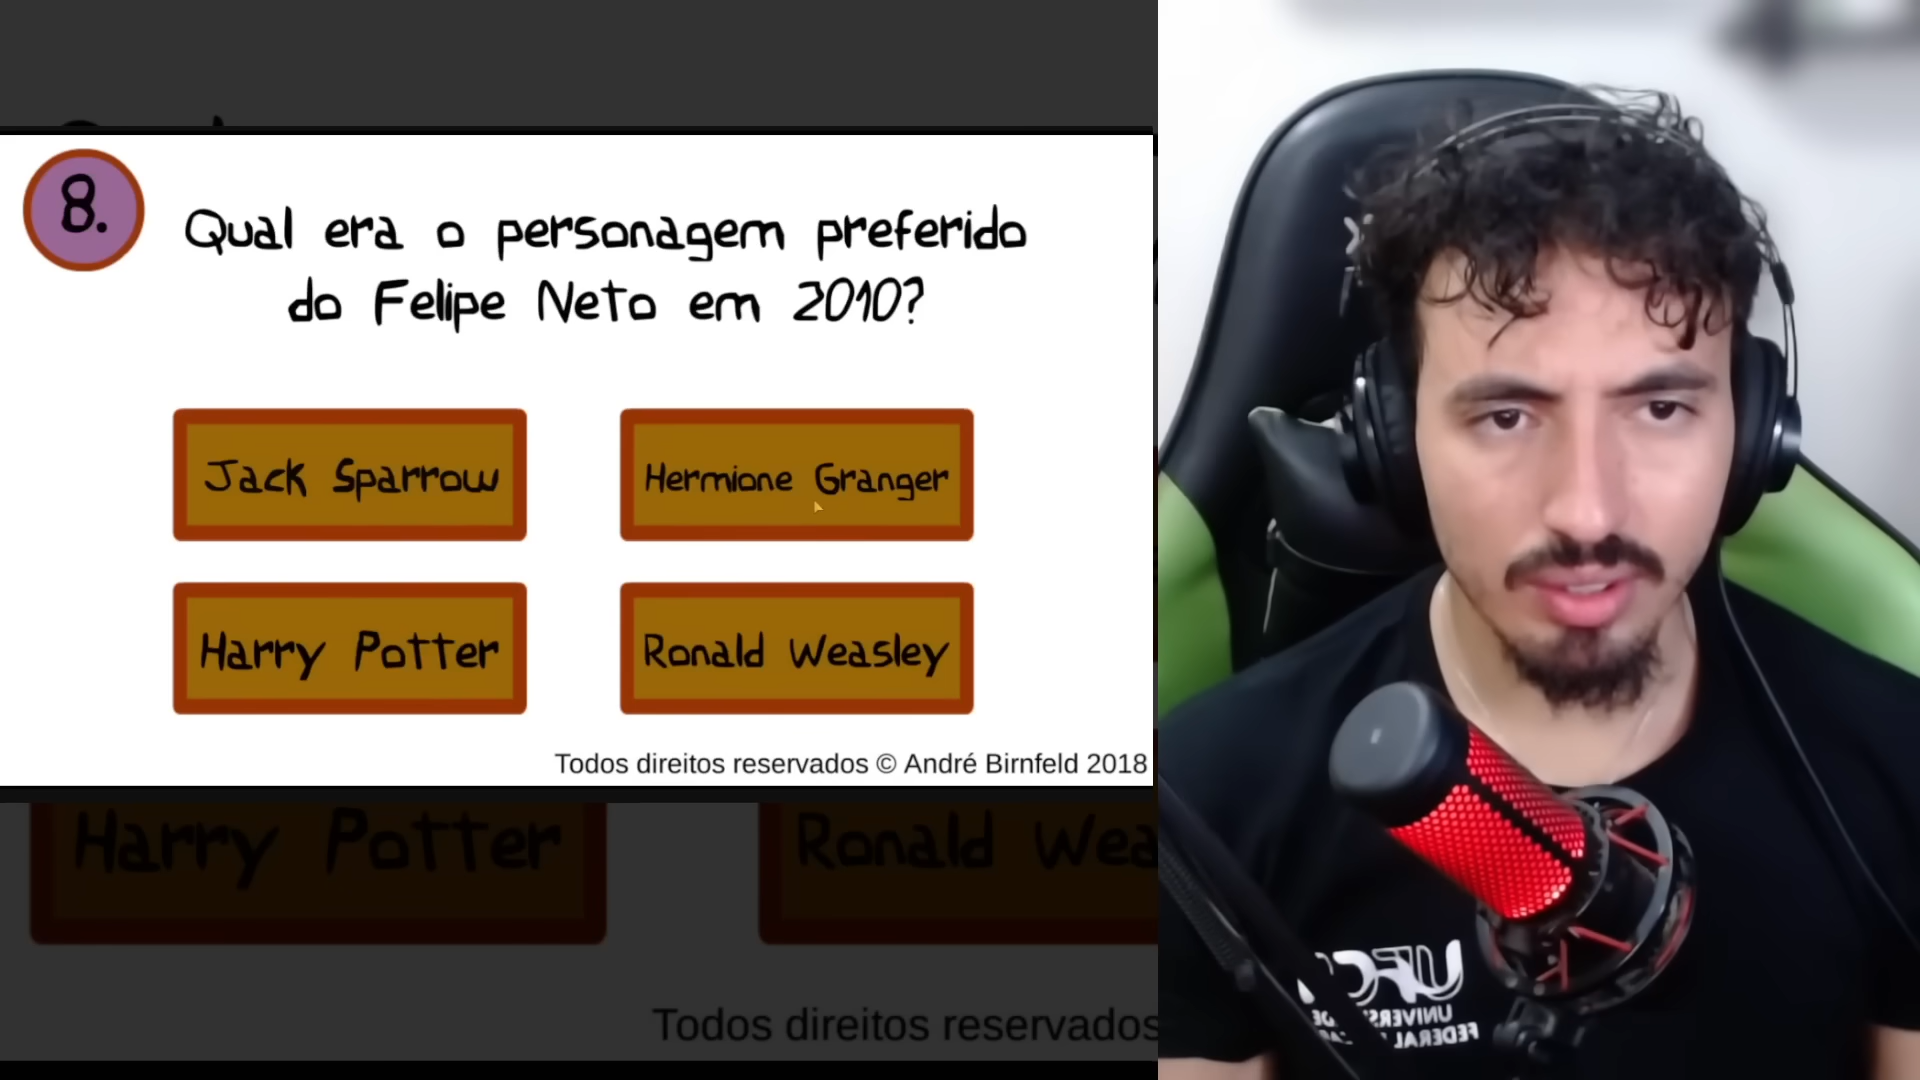 8.
Qual era o personagem preferido
do Felipe Neto em 2010?
Jack Sparrow
Hermione Granger
Harry Potter
Ronald Weasley
Todos direitos reservados © André Birnfeld 2018
Harry Potter
Ronald Wea
Todos direitos reservados
UFC
UNIVERS
FEDERAL